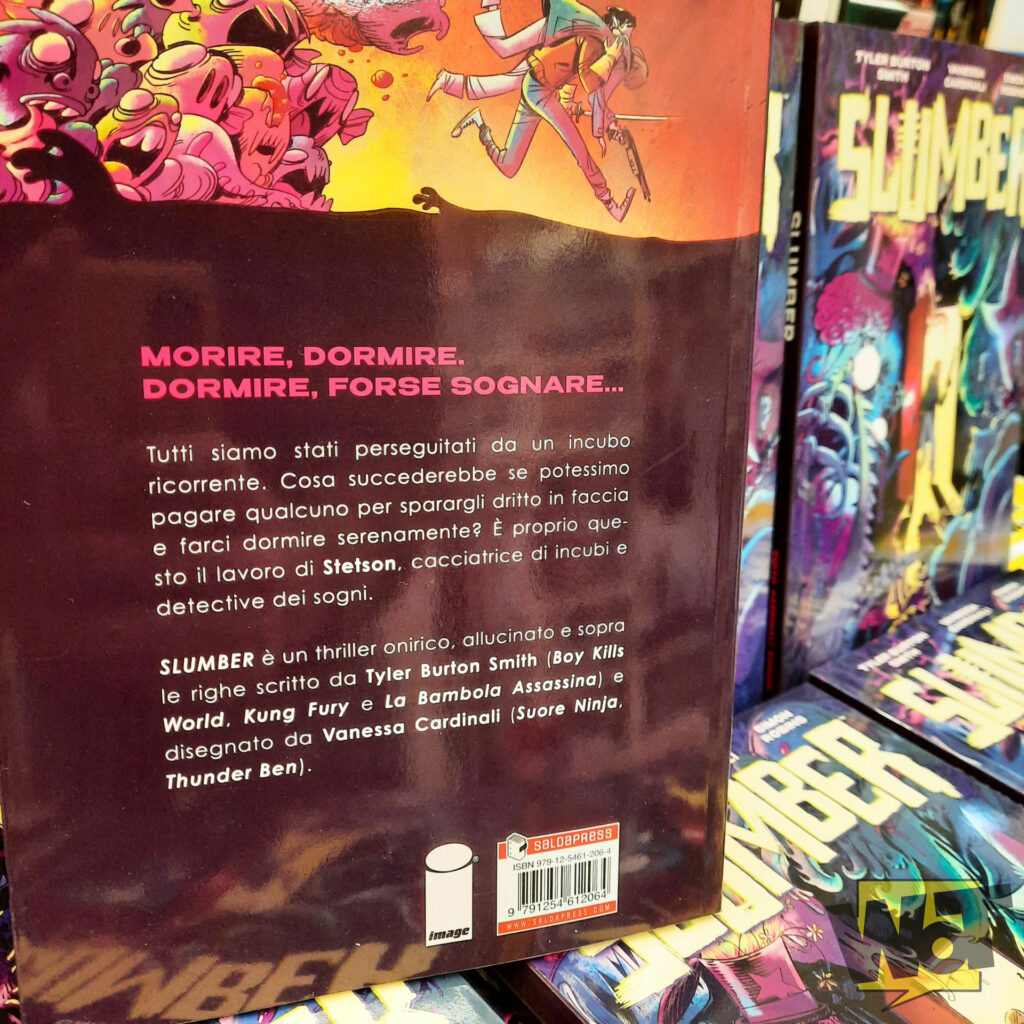 MORIRE, DORMIRE.
DORMIRE, FORSE SOGNARE...
Tutti siamo stati perseguitati da un incubo
ricorrente. Cosa succederebbe se potessimo
pagare qualcuno per sparargli dritto in faccia
e farci dormire serenamente? È proprio que-
sto il lavoro di Stetson, cacciatrice di incubi e
detective dei sogni.
SLUMBER è un thriller onirico, allucinato e sopra
le righe scritto da Tyler Burton Smith (Boy Kills
World, Kung Fury e La Bambola Assassina) e
disegnato da Vanessa Cardinali (Suore Ninja,
Thunder Ben).
image
SALDAPRESS
ISBN 979-12-5461-206-4
9 791254 612064
WWW.SALDAPRESS.COM
TYLER BURTON
SMITH
VANESSA
CARDINALI
SLUMBER
SLUMBER